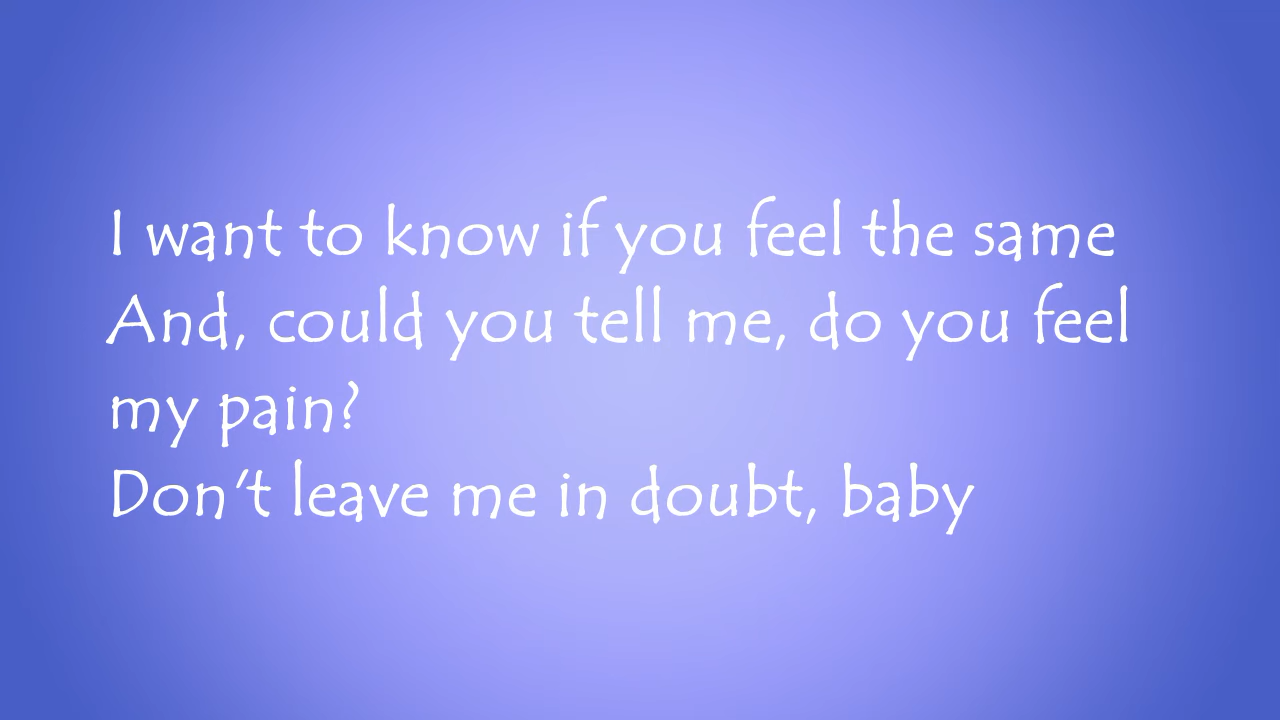 I want to know if you feel the same
And, could you tell me, do you feel
my pain?
Don't leave me in doubt, baby